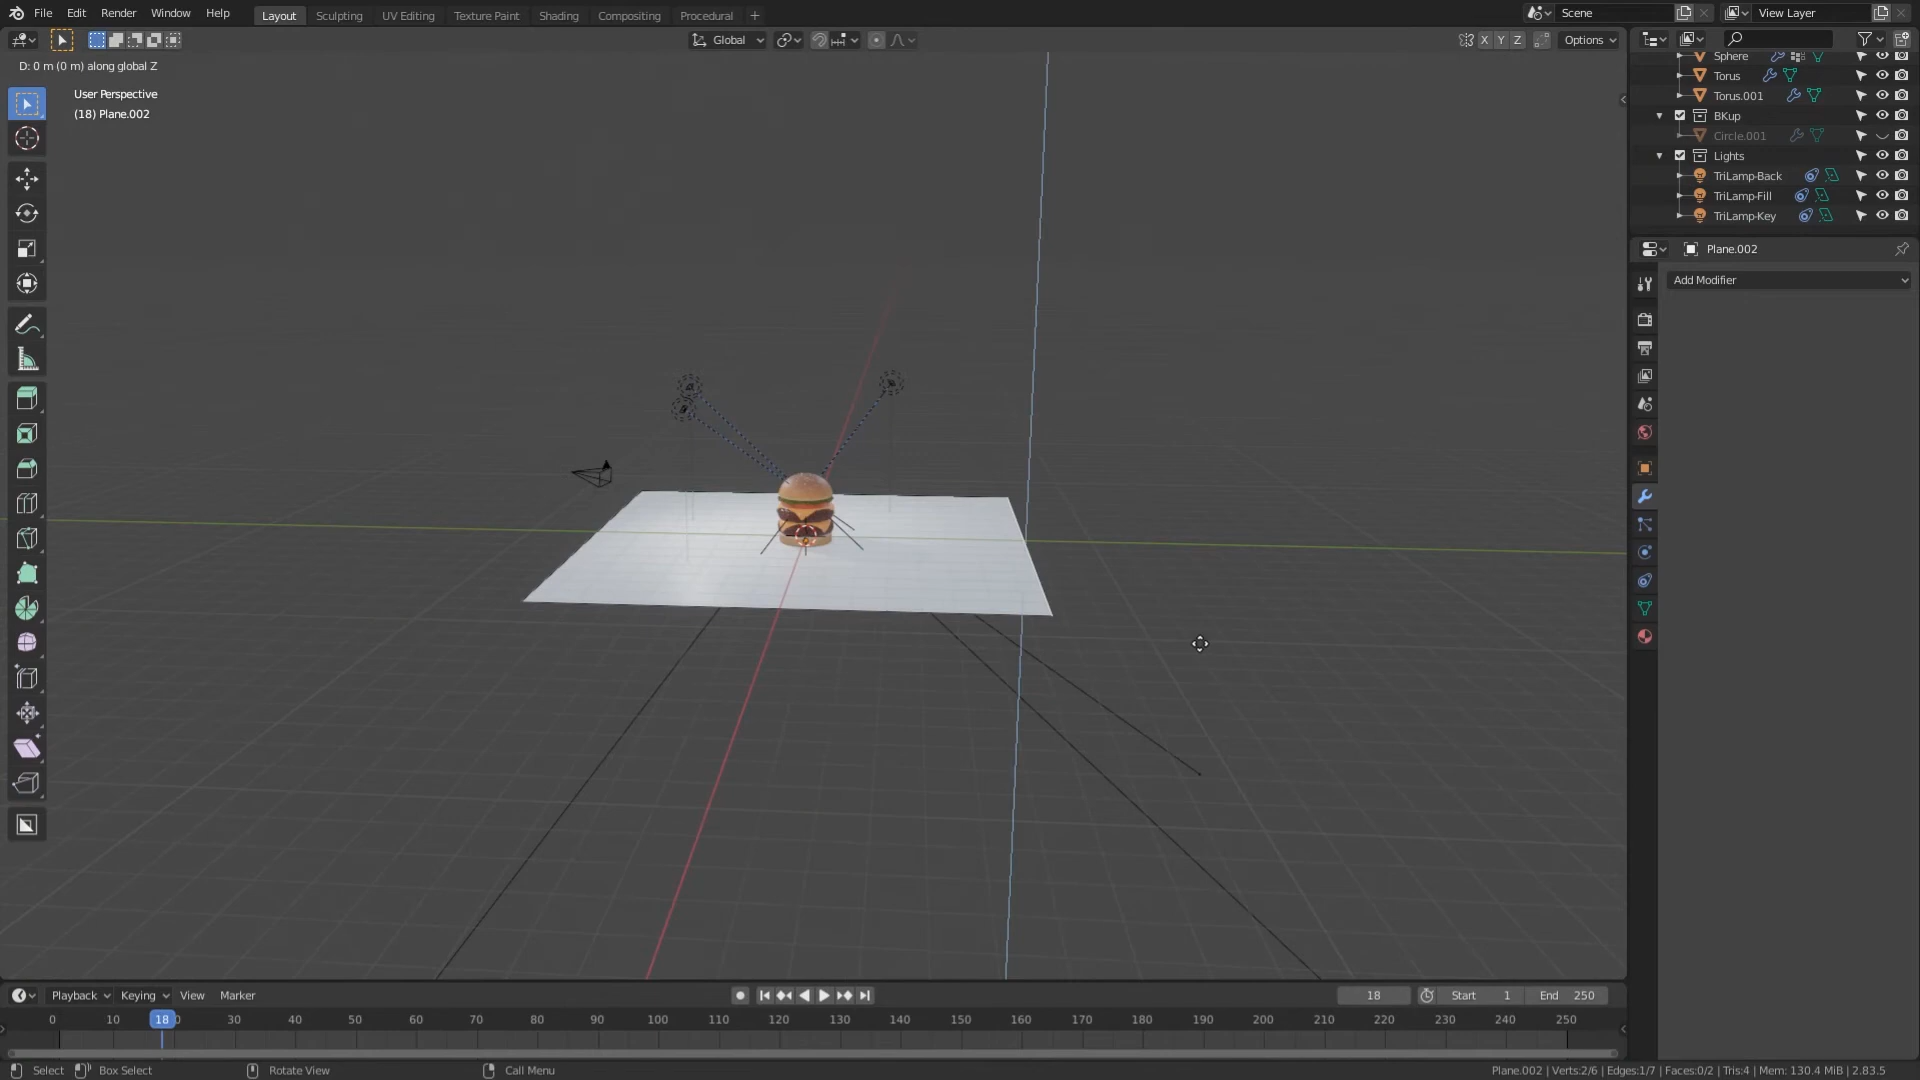 File Edit Render Window Help Layout Sculpting UV Editing Texture Paint Shading Compositing Procedural + Scene View Layer
Global X Y Z Options
D: 0 m (0 m) along global Z
User Perspective
(18) Plane.002
Sphere
Torus
Torus.001
BKup
Circle.001
Lights
TriLamp-Back
TriLamp-Fill
TriLamp-Key
Plane.002
Add Modifier
Playback Keying View Marker 18 Start 1 End 250
0 10 18 30 40 50 60 70 80 90 100 110 120 130 140 150 160 170 180 190 200 210 220 230 240 250
Select Box Select Rotate View Call Menu Plane.002 | Verts:2/6 | Edges:1/7 | Faces:0/2 | Tris:4 | Mem: 130.4 MiB | 2.83.5